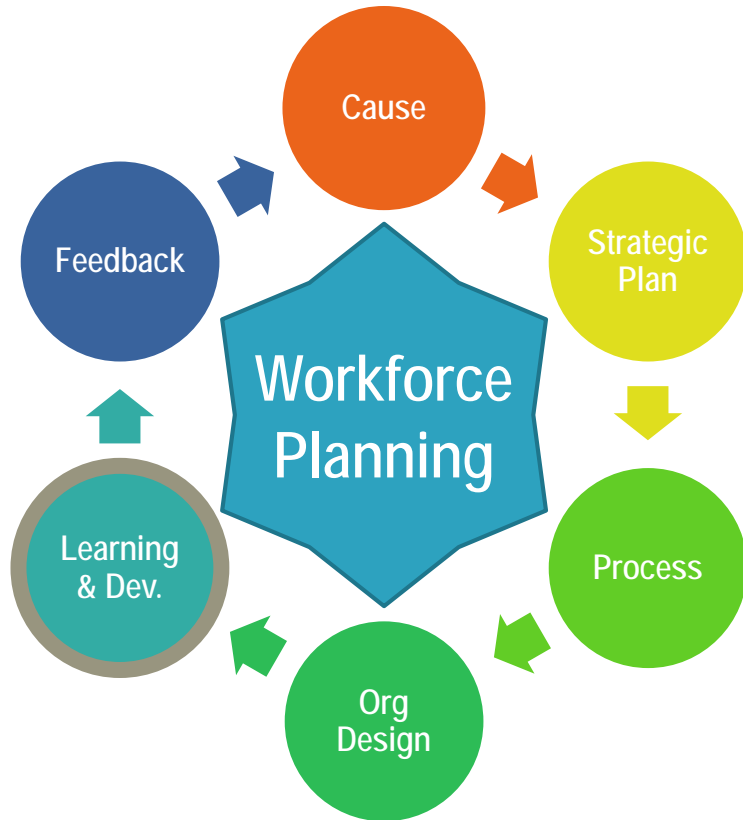 Cause
Strategic
Plan
Process
Org
Design
Learning
& Dev.
Feedback
Workforce
Planning